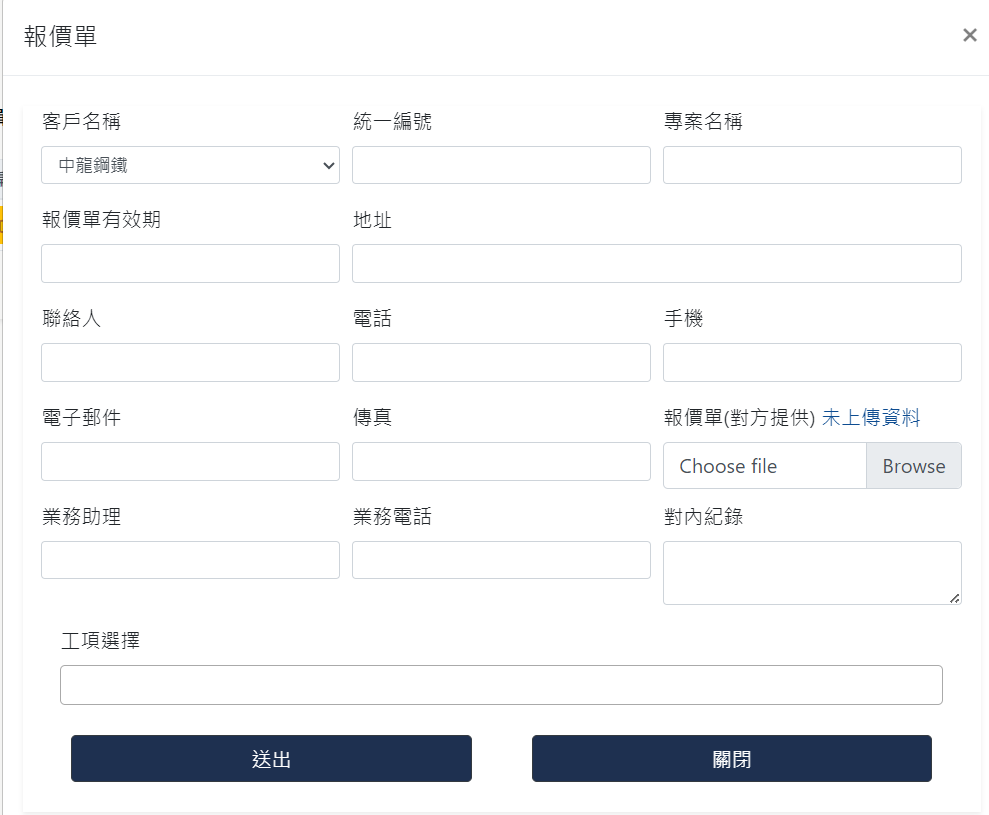 報價單 ×
客戶名稱 統一編號 專案名稱
中龍鋼鐵
報價單有效期 地址
聯絡人 電話 手機
電子郵件 傳真 報價單(對方提供) 未上傳資料
Choose file Browse
業務助理 業務電話 對內紀錄
工項選擇
送出 關閉